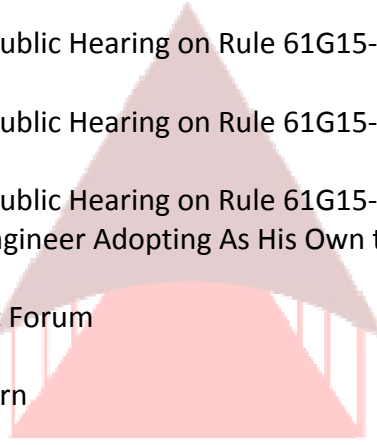 ublic Hearing on Rule 61G15-
ublic Hearing on Rule 61G15-
ublic Hearing on Rule 61G15-
ngineer Adopting As His Own t
Forum
rn